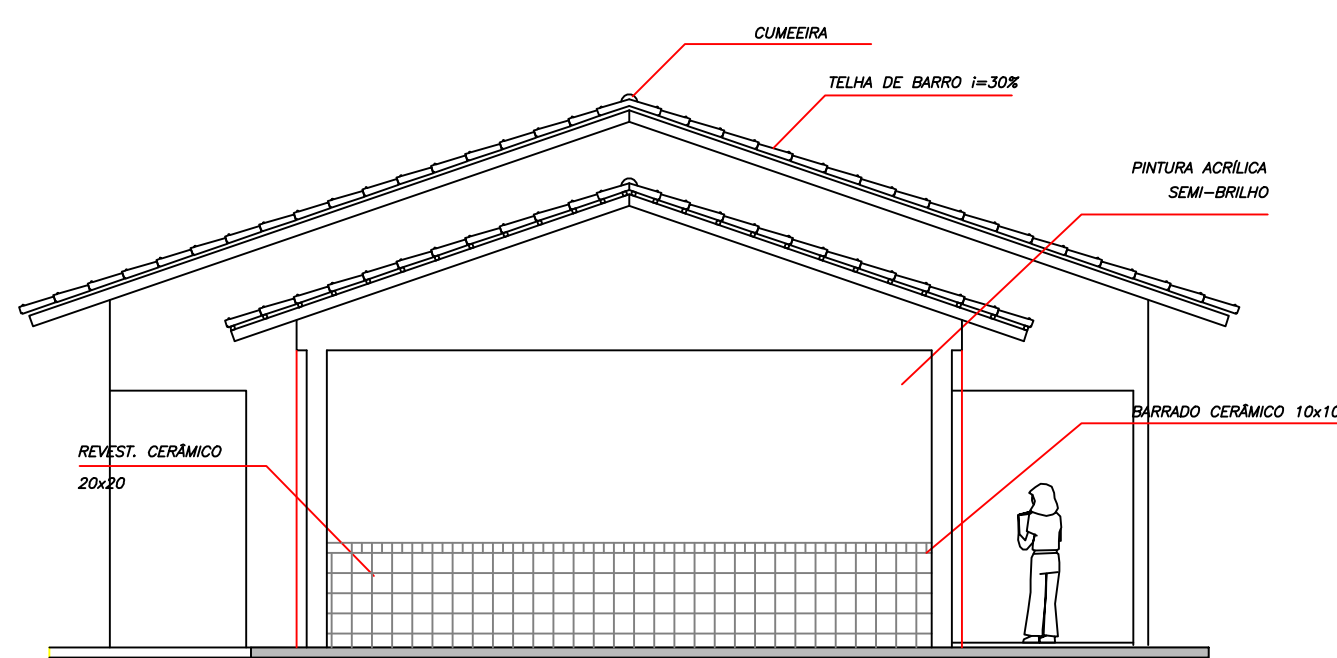 CUMEEIRA
TELHA DE BARRO i=30%
PINTURA ACRÍLICA
SEMI-BRILHO
BARRADO CERÂMICO 10x10
REVEST. CERÂMICO
20x20